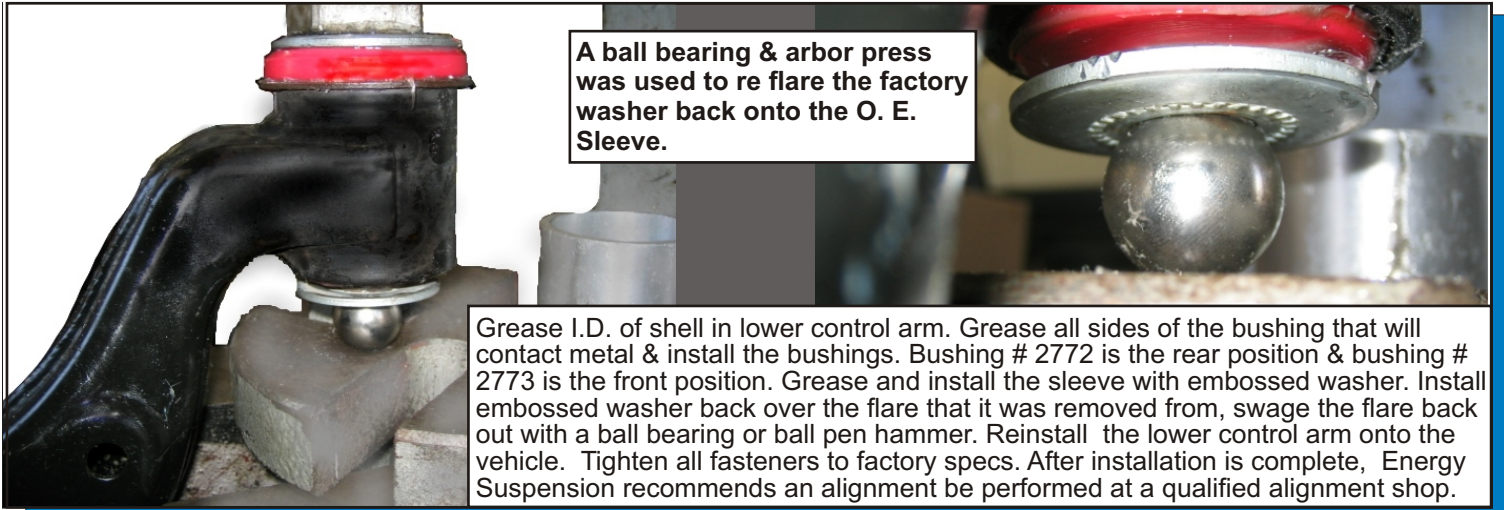 A ball bearing & arbor press
was used to re flare the factory
washer back onto the O. E.
Sleeve.
Grease I.D. of shell in lower control arm. Grease all sides of the bushing that will
contact metal & install the bushings. Bushing # 2772 is the rear position & bushing #
2773 is the front position. Grease and install the sleeve with embossed washer. Install
embossed washer back over the flare that it was removed from, swage the flare back
out with a ball bearing or ball pen hammer. Reinstall  the lower control arm onto the
vehicle.  Tighten all fasteners to factory specs. After installation is complete,  Energy
Suspension recommends an alignment be performed at a qualified alignment shop.